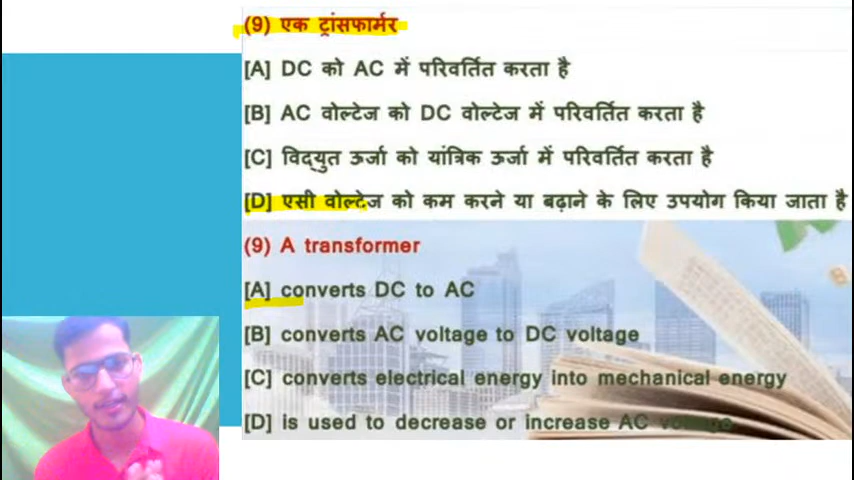 (9) एक ट्रांसफार्मर
[A] DC को AC में परिवर्तित करता है
[B] AC वोल्टेज को DC वोल्टेज में परिवर्तित करता है
[C] विद्युत ऊर्जा को यांत्रिक ऊर्जा में परिवर्तित करता है
[D] एसी वोल्टेज को कम करने या बढ़ाने के लिए उपयोग किया जाता है
(9) A transformer
[A] converts DC to AC
[B] converts AC voltage to DC voltage
[C] converts electrical energy into mechanical energy
[D] is used to decrease or increase AC voltage